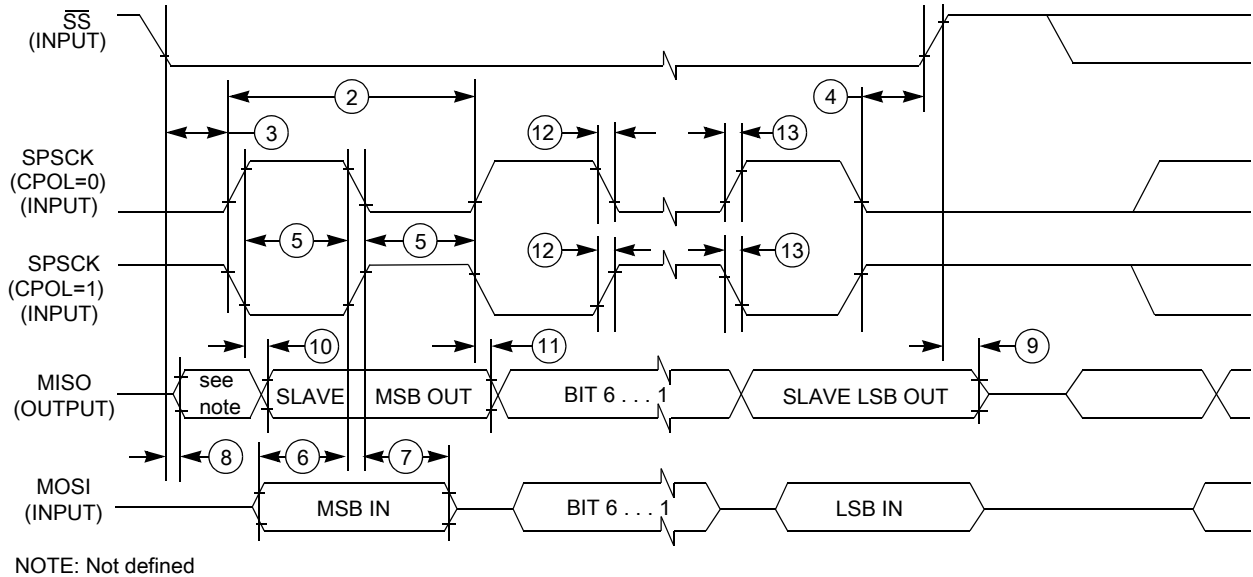 SS
(INPUT)
2
4
3
12
13
SPSCK
(CPOL=0)
(INPUT)
5
5
SPSCK
(CPOL=1)
(INPUT)
12
13
10
11
9
MISO
(OUTPUT)
see
note
SLAVE
MSB OUT
BIT 6 . . . 1
SLAVE LSB OUT
8
6
7
MOSI
(INPUT)
MSB IN
BIT 6 . . . 1
LSB IN
NOTE: Not defined